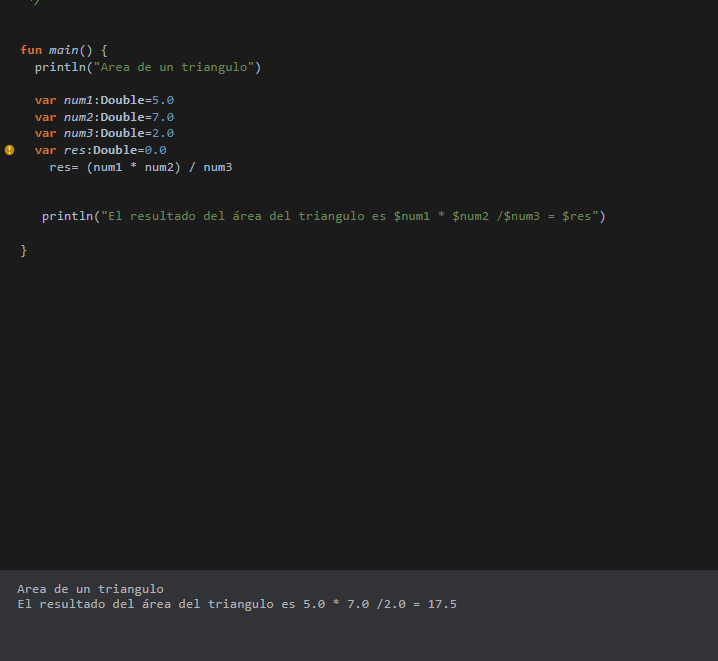 */
fun main() {
println("Area de un triangulo")
var num1:Double=5.0
var num2:Double=7.0
var num3:Double=2.0
var res:Double=0.0
res= (num1 * num2) / num3
println("El resultado del área del triangulo es $num1 * $num2 /$num3 = $res")
}
Area de un triangulo
El resultado del área del triangulo es 5.0 * 7.0 /2.0 = 17.5